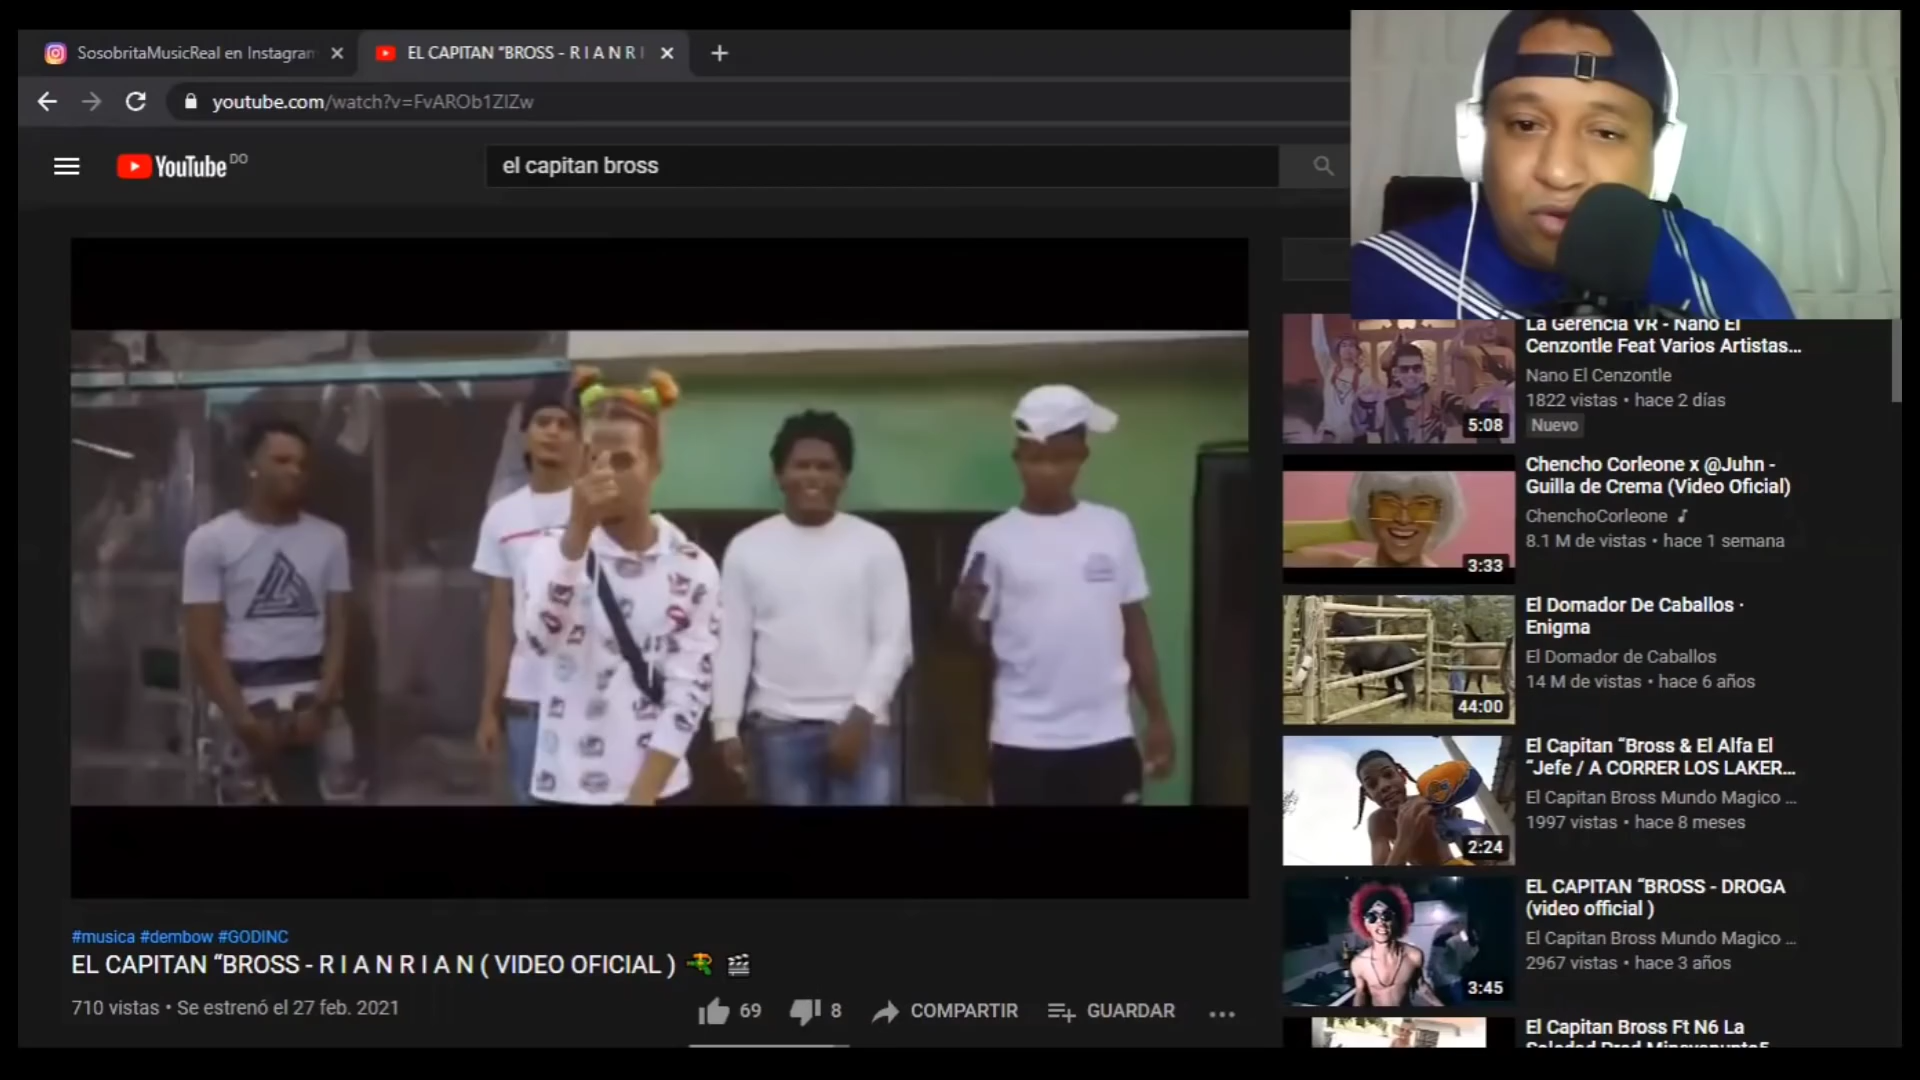 SosobritaMusicReal en Instagram
EL CAPITAN “BROSS - R I A N R I
youtube.com/watch?v=FvAROb1ZIZw
YouTube DO
el capitan bross
#musica #dembow #GODINC
EL CAPITAN “BROSS - R I A N R I A N ( VIDEO OFICIAL )
710 vistas • Se estrenó el 27 feb. 2021
69
8
COMPARTIR
GUARDAR
La Gerencia VR - Nano El
Cenzontle Feat Varios Artistas...
Nano El Cenzontle
1822 vistas • hace 2 días
Nuevo
5:08
Chencho Corleone x @Juhn -
Guilla de Crema (Video Oficial)
ChenchoCorleone
8.1 M de vistas • hace 1 semana
3:33
El Domador De Caballos ·
Enigma
El Domador de Caballos
14 M de vistas • hace 6 años
44:00
El Capitan “Bross & El Alfa El
“Jefe / A CORRER LOS LAKER...
El Capitan Bross Mundo Magico ...
1997 vistas • hace 8 meses
2:24
EL CAPITAN “BROSS - DROGA
(video official )
El Capitan Bross Mundo Magico ...
2967 vistas • hace 3 años
3:45
El Capitan Bross Ft N6 La